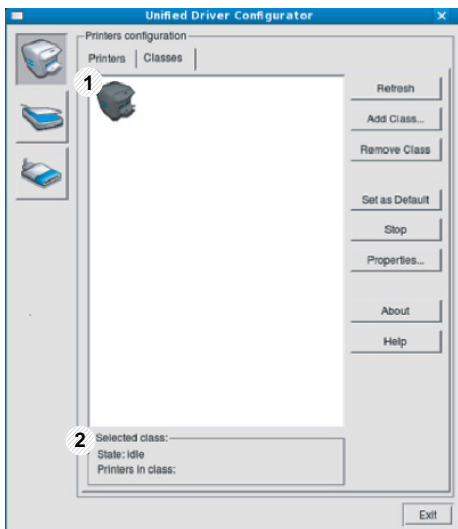 Unified Driver Configurator
Printers configuration
Printers
Classes
1
Refresh
Add Class...
Remove Class
Set as Default
Stop
Properties...
About
Help
2
Selected class:
State: idle
Printers in class:
Exit